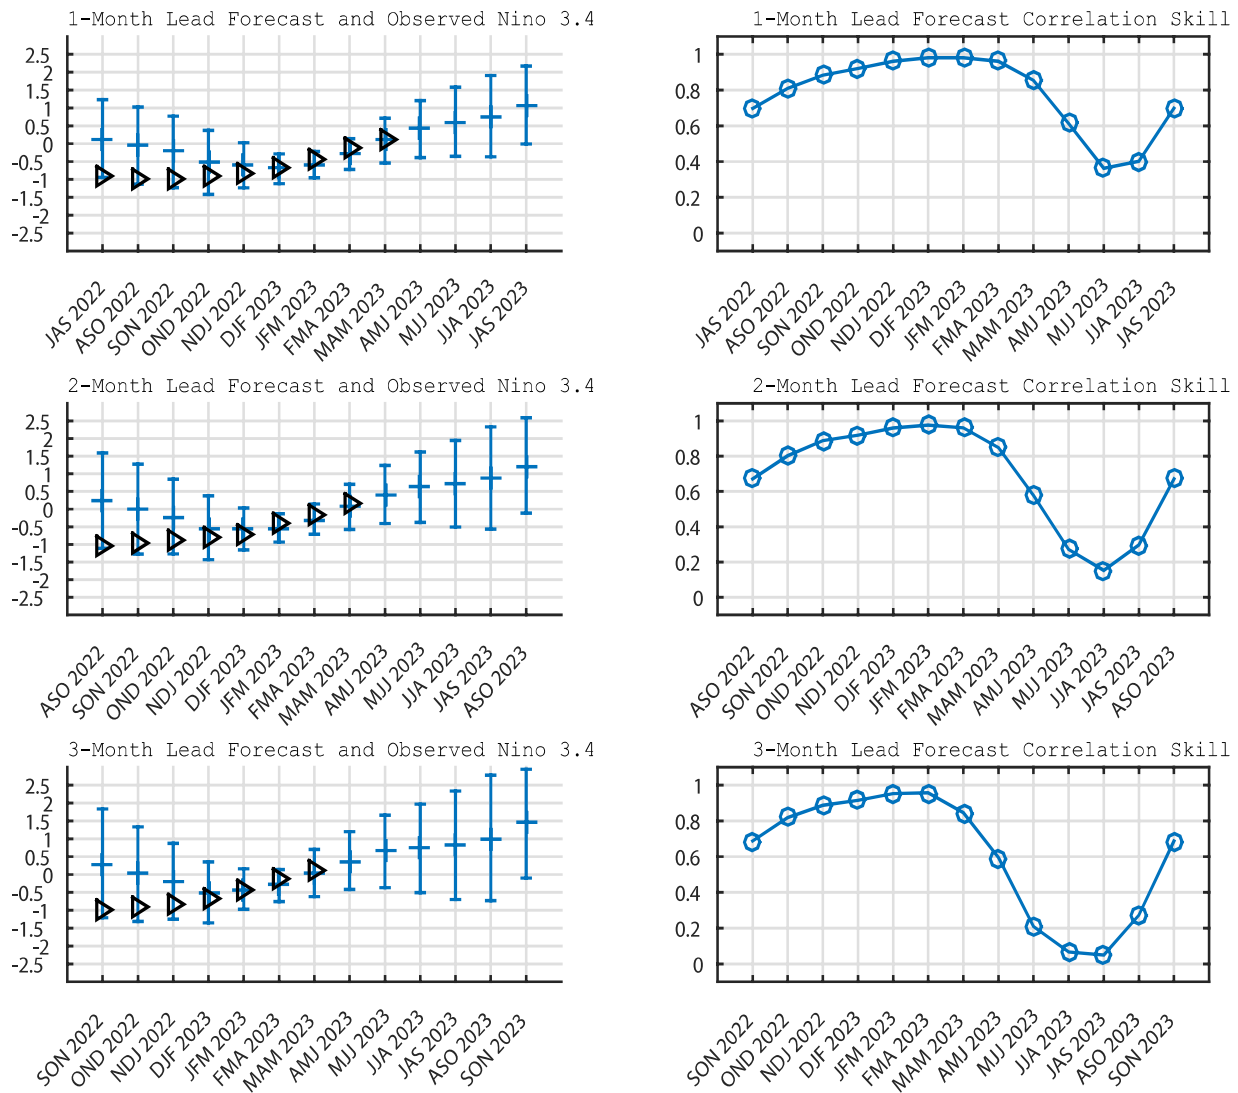 1-Month Lead Forecast and Observed Nino 3.4
2.5
2
1.5
1
0.5
0
-0.5
-1
-1.5
-2
-2.5
JAS 2022
ASO 2022
SON 2022
OND 2022
NDJ 2022
DJF 2023
JFM 2023
FMA 2023
MAM 2023
AMJ 2023
MJJ 2023
JJA 2023
JAS 2023
1-Month Lead Forecast Correlation Skill
1
0.8
0.6
0.4
0.2
0
JAS 2022
ASO 2022
SON 2022
OND 2022
NDJ 2022
DJF 2023
JFM 2023
FMA 2023
MAM 2023
AMJ 2023
MJJ 2023
JJA 2023
JAS 2023
2-Month Lead Forecast and Observed Nino 3.4
2.5
2
1.5
1
0.5
0
-0.5
-1
-1.5
-2
-2.5
ASO 2022
SON 2022
OND 2022
NDJ 2022
DJF 2023
JFM 2023
FMA 2023
MAM 2023
AMJ 2023
MJJ 2023
JJA 2023
JAS 2023
ASO 2023
2-Month Lead Forecast Correlation Skill
1
0.8
0.6
0.4
0.2
0
ASO 2022
SON 2022
OND 2022
NDJ 2022
DJF 2023
JFM 2023
FMA 2023
MAM 2023
AMJ 2023
MJJ 2023
JJA 2023
JAS 2023
ASO 2023
3-Month Lead Forecast and Observed Nino 3.4
2.5
2
1.5
1
0.5
0
-0.5
-1
-1.5
-2
-2.5
SON 2022
OND 2022
NDJ 2022
DJF 2023
JFM 2023
FMA 2023
MAM 2023
AMJ 2023
MJJ 2023
JJA 2023
JAS 2023
ASO 2023
SON 2023
3-Month Lead Forecast Correlation Skill
1
0.8
0.6
0.4
0.2
0
SON 2022
OND 2022
NDJ 2022
DJF 2023
JFM 2023
FMA 2023
MAM 2023
AMJ 2023
MJJ 2023
JJA 2023
JAS 2023
ASO 2023
SON 2023